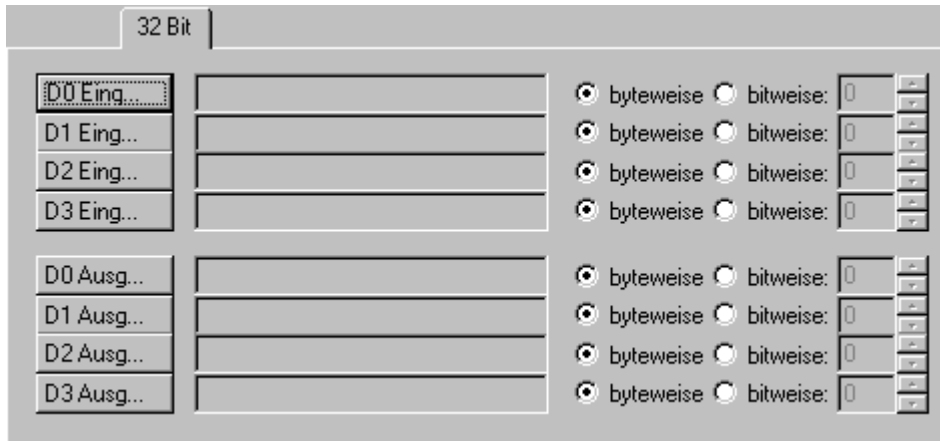 32 Bit
D0 Eing... byteweise bitweise: 0
D1 Eing... byteweise bitweise: 0
D2 Eing... byteweise bitweise: 0
D3 Eing... byteweise bitweise: 0
D0 Ausg... byteweise bitweise: 0
D1 Ausg... byteweise bitweise: 0
D2 Ausg... byteweise bitweise: 0
D3 Ausg... byteweise bitweise: 0